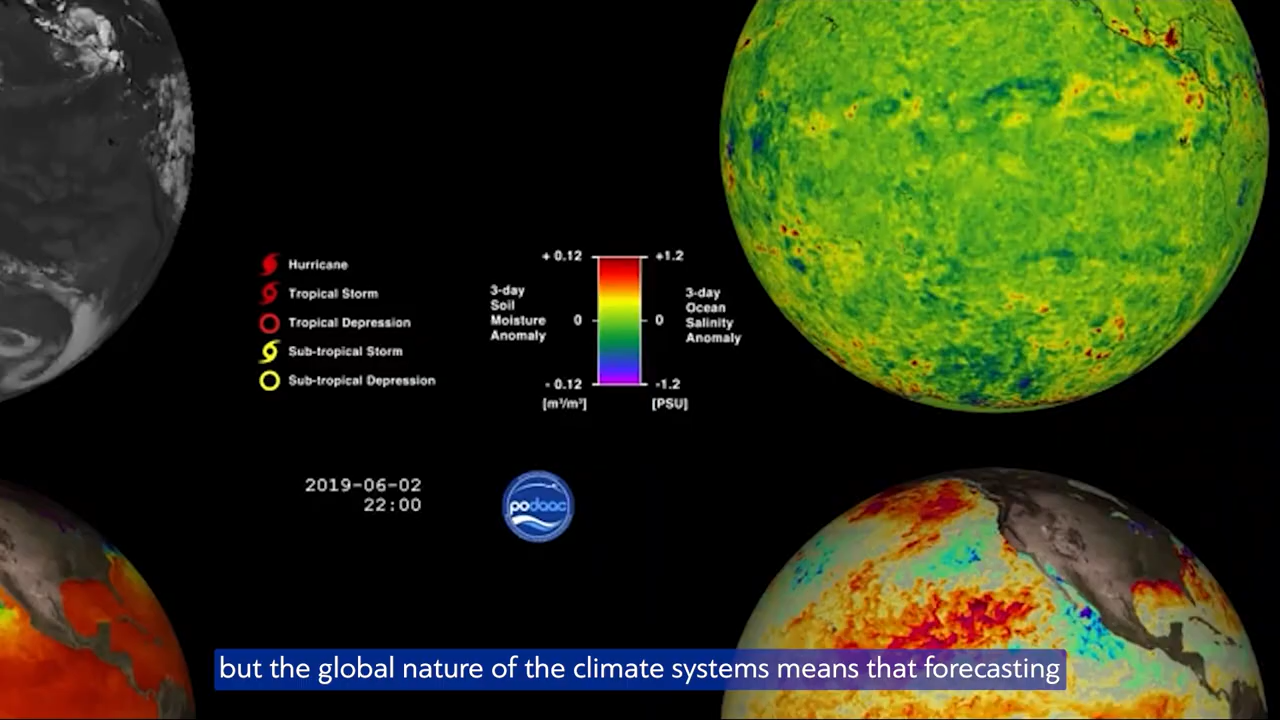 Hurricane
Tropical Storm
Tropical Depression
Sub-tropical Storm
Sub-tropical Depression
3-day
Soil
Moisture
Anomaly
+ 0.12
0
- 0.12
[m³/m³]
+1.2
0
-1.2
[PSU]
3-day
Ocean
Salinity
Anomaly
2019-06-02
22:00
podaac
but the global nature of the climate systems means that forecasting